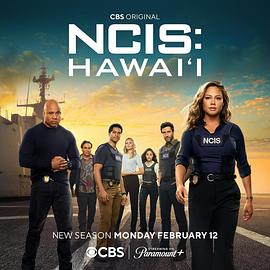 CBS ORIGINAL
NCIS:
HAWAI'I
NCIS
NEW SEASON MONDAY FEBRUARY 12
CBS
STREAMING ON
Paramount+